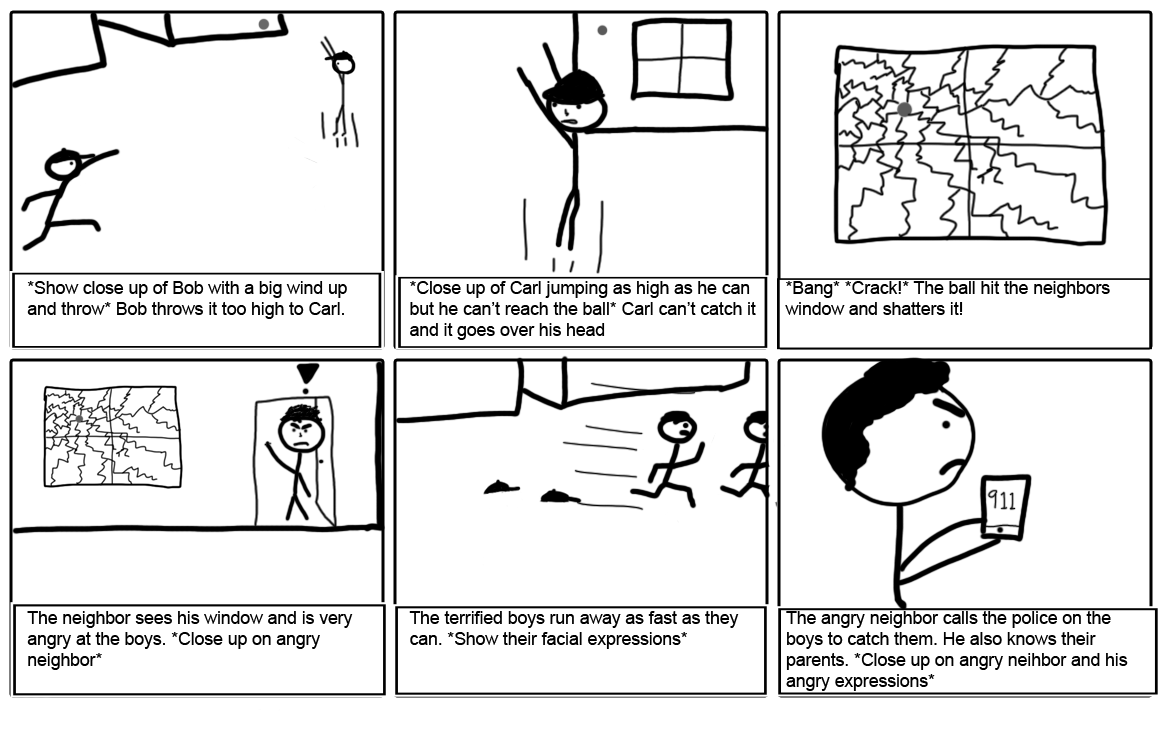 *Show close up of Bob with a big wind up
and throw* Bob throws it too high to Carl.
*Close up of Carl jumping as high as he can
but he can’t reach the ball* Carl can’t catch it
and it goes over his head
*Bang* *Crack!* The ball hit the neighbors
window and shatters it!
The neighbor sees his window and is very
angry at the boys. *Close up on angry
neighbor*
The terrified boys run away as fast as they
can. *Show their facial expressions*
911
The angry neighbor calls the police on the
boys to catch them. He also knows their
parents. *Close up on angry neihbor and his
angry expressions*